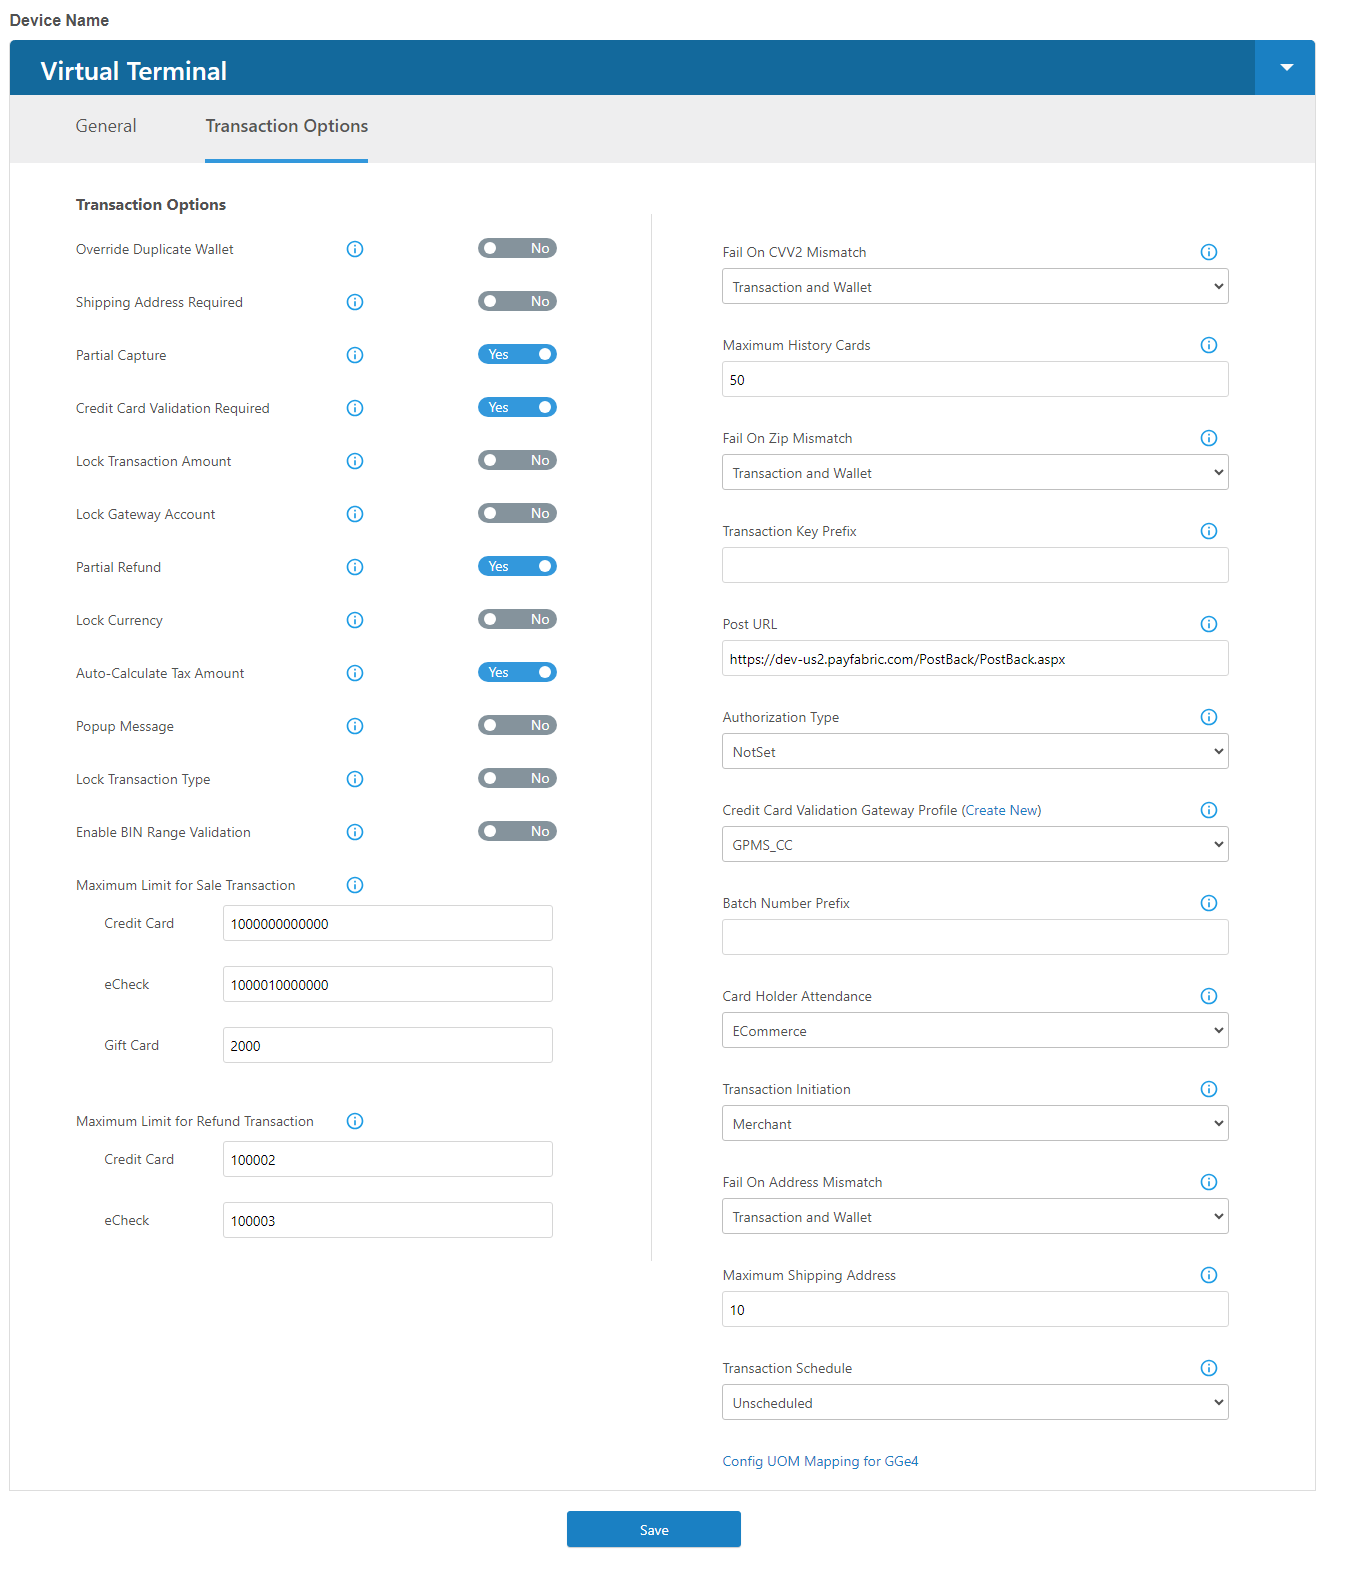 Device Name
Virtual Terminal
General
Transaction Options
Transaction Options
Override Duplicate Wallet
No
Shipping Address Required
No
Partial Capture
Yes
Credit Card Validation Required
Yes
Lock Transaction Amount
No
Lock Gateway Account
No
Partial Refund
Yes
Lock Currency
No
Auto-Calculate Tax Amount
Yes
Popup Message
No
Lock Transaction Type
No
Enable BIN Range Validation
No
Maximum Limit for Sale Transaction
Credit Card
1000000000000
eCheck
1000010000000
Gift Card
2000
Maximum Limit for Refund Transaction
Credit Card
100002
eCheck
100003
Fail On CVV2 Mismatch
Transaction and Wallet
Maximum History Cards
50
Fail On Zip Mismatch
Transaction and Wallet
Transaction Key Prefix
Post URL
https://dev-us2.payfabric.com/PostBack/PostBack.aspx
Authorization Type
NotSet
Credit Card Validation Gateway Profile (Create New)
GPMS_CC
Batch Number Prefix
Card Holder Attendance
ECommerce
Transaction Initiation
Merchant
Fail On Address Mismatch
Transaction and Wallet
Maximum Shipping Address
10
Transaction Schedule
Unscheduled
Config UOM Mapping for GGe4
Save